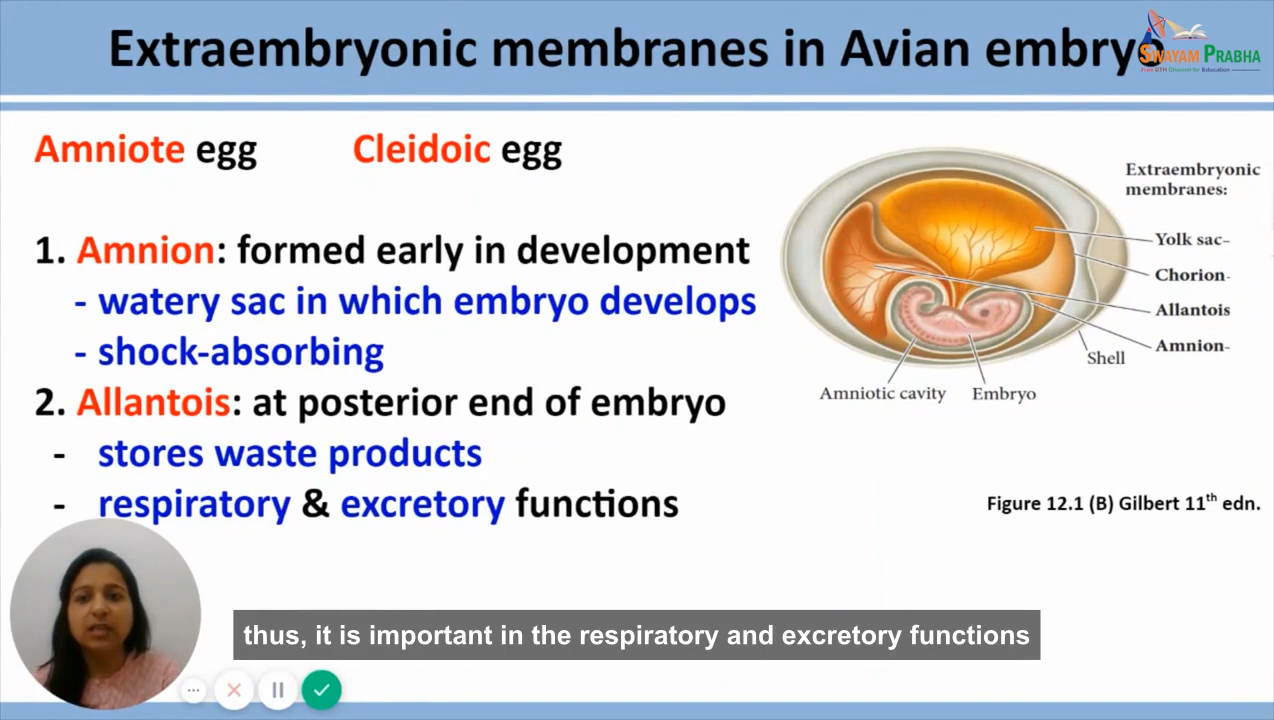 Extraembryonic membranes in Avian embryo
SWAYAM PRABHA
Free DTH Channel for Education
Amniote egg Cleidoic egg
1. Amnion: formed early in development
- watery sac in which embryo develops
- shock-absorbing
2. Allantois: at posterior end of embryo
- stores waste products
- respiratory & excretory functions
Extraembryonic
membranes:
Yolk sac-
Chorion-
Allantois
Amnion-
Shell
Amniotic cavity
Embryo
Figure 12.1 (B) Gilbert 11th edn.
thus, it is important in the respiratory and excretory functions